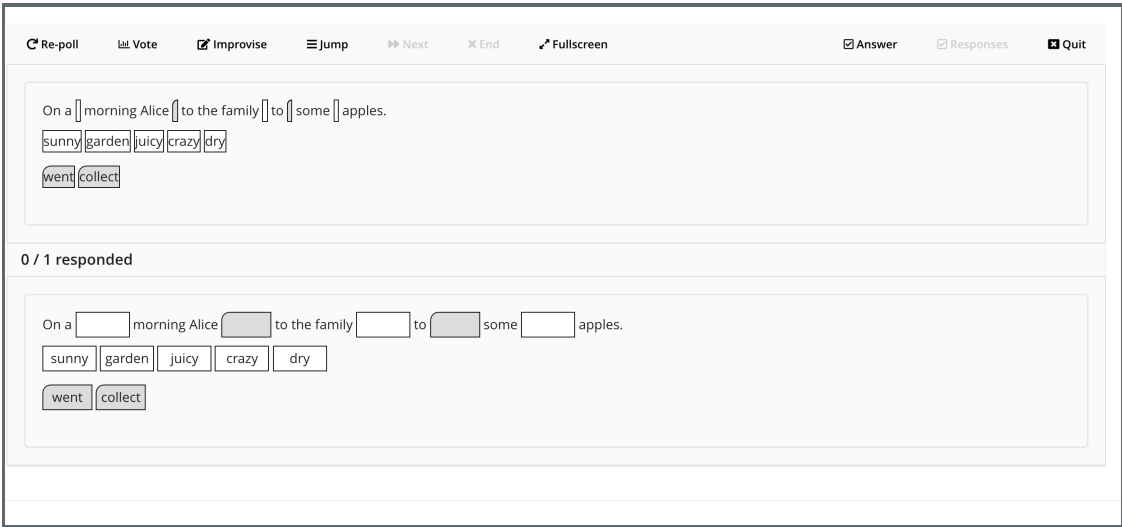 Re-poll Vote Improvise Jump Next End Fullscreen Answer Responses Quit
On a morning Alice to the family to some apples.
sunny garden juicy crazy dry
went collect
0 / 1 responded
On a morning Alice to the family to some apples.
sunny garden juicy crazy dry
went collect